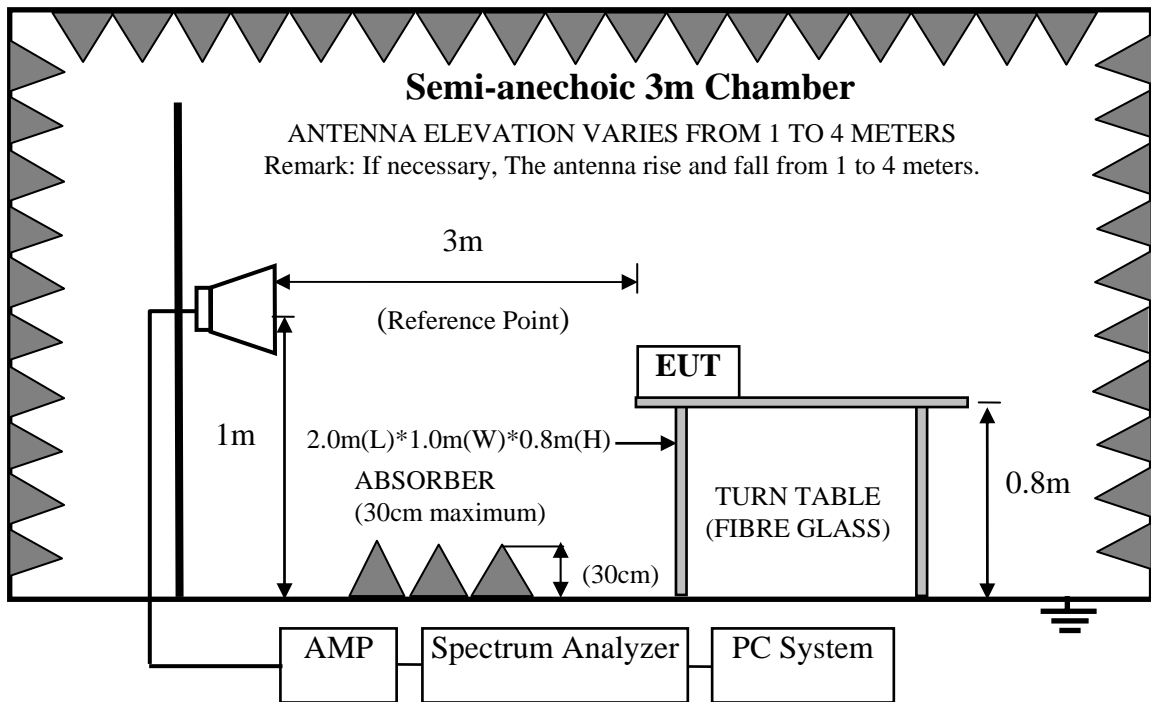 Semi-anechoic 3m Chamber
ANTENNA ELEVATION VARIES FROM 1 TO 4 METERS
Remark: If necessary, The antenna rise and fall from 1 to 4 meters.
3m
(Reference Point)
EUT
1m
2.0m(L)*1.0m(W)*0.8m(H)
ABSORBER
(30cm maximum)
(30cm)
TURN TABLE
(FIBRE GLASS)
0.8m
AMP
Spectrum Analyzer
PC System